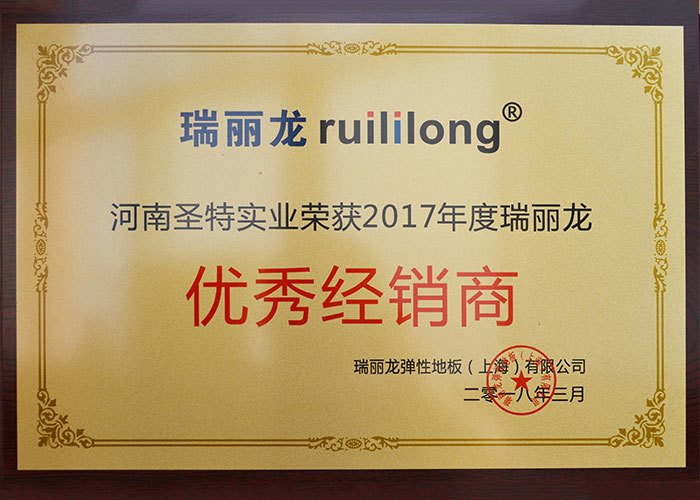 瑞丽龙 ruililong®
河南圣特实业荣获2017年度瑞丽龙
优秀经销商
瑞丽龙弹性地板（上海）有限公司
二零一八年三月